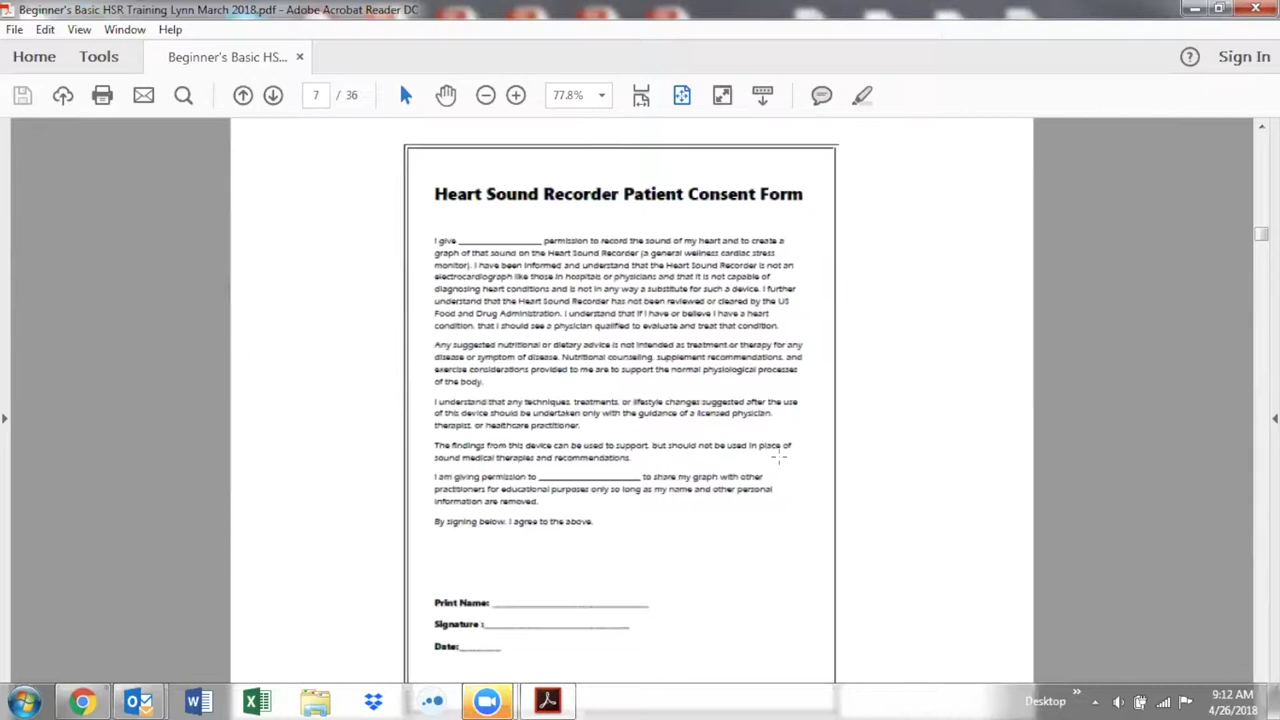 Beginner's Basic HSR Training Lynn March 2018.pdf - Adobe Acrobat Reader DC
File Edit View Window Help
Home Tools Beginner's Basic HS... × ? Sign In
7 / 36 77.8%
Heart Sound Recorder Patient Consent Form
I give _________________ permission to record the sound of my heart and to create a
graph of that sound on the Heart Sound Recorder (a general wellness cardiac stress
monitor). I have been informed and understand that the Heart Sound Recorder is not an
electrocardiograph like those in hospitals or physicians and that it is not capable of
diagnosing heart conditions and is not in any way a substitute for such a device. I further
understand that the Heart Sound Recorder has not been reviewed or cleared by the US
Food and Drug Administration. I understand that if I have or believe I have a heart
condition, that I should see a physician qualified to evaluate and treat that condition.
Any suggested nutritional or dietary advice is not intended as treatment or therapy for any
disease or symptom of disease. Nutritional counseling, supplement recommendations, and
exercise considerations provided to me are to support the normal physiological processes
of the body.
I understand that any techniques, treatments, or lifestyle changes suggested after the use
of this device should be undertaken only with the guidance of a licensed physician,
therapist, or healthcare practitioner.
The findings from this device can be used to support, but should not be used in place of
sound medical therapies and recommendations.
I am giving permission to _____________________ to share my graph with other
practitioners for educational purposes only so long as my name and other personal
information are removed.
By signing below, I agree to the above.
Print Name: ________________________________
Signature :______________________________
Date:________
Desktop » 9:12 AM
4/26/2018